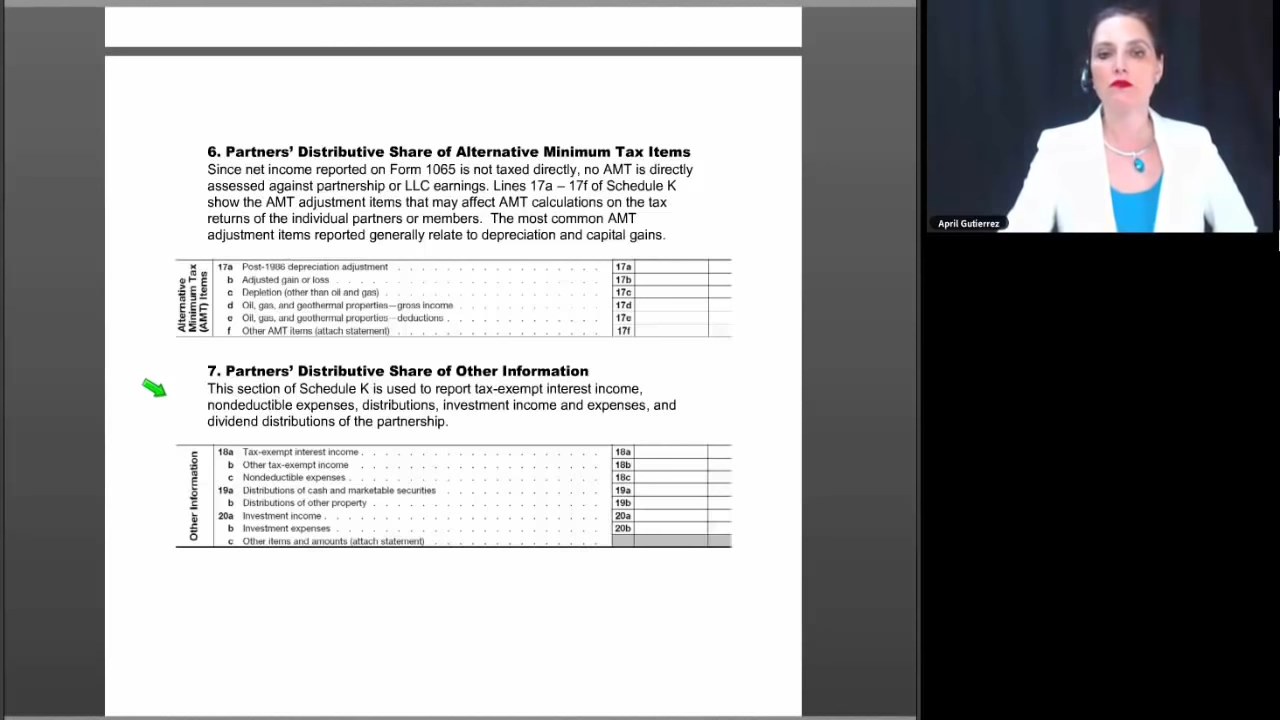 6. Partners’ Distributive Share of Alternative Minimum Tax Items
Since net income reported on Form 1065 is not taxed directly, no AMT is directly
assessed against partnership or LLC earnings. Lines 17a – 17f of Schedule K
show the AMT adjustment items that may affect AMT calculations on the tax
returns of the individual partners or members. The most common AMT
adjustment items reported generally relate to depreciation and capital gains.
Alternative
Minimum Tax
(AMT) Items
17a Post-1986 depreciation adjustment . . . . . . . . . . . . . . . . 17a
b Adjusted gain or loss . . . . . . . . . . . . . . . . . . . . 17b
c Depletion (other than oil and gas) . . . . . . . . . . . . . . . . 17c
d Oil, gas, and geothermal properties—gross income . . . . . . . . . . . 17d
e Oil, gas, and geothermal properties—deductions . . . . . . . . . . . . 17e
f Other AMT items (attach statement) . . . . . . . . . . . . . . . 17f
7. Partners’ Distributive Share of Other Information
This section of Schedule K is used to report tax-exempt interest income,
nondeductible expenses, distributions, investment income and expenses, and
dividend distributions of the partnership.
Other Information
18a Tax-exempt interest income . . . . . . . . . . . . . . . . . . 18a
b Other tax-exempt income . . . . . . . . . . . . . . . . . . 18b
c Nondeductible expenses . . . . . . . . . . . . . . . . . . . 18c
19a Distributions of cash and marketable securities . . . . . . . . . . . . 19a
b Distributions of other property . . . . . . . . . . . . . . . . . 19b
20a Investment income . . . . . . . . . . . . . . . . . . . . . 20a
b Investment expenses . . . . . . . . . . . . . . . . . . . . 20b
c Other items and amounts (attach statement) . . . . . . . . . . . . .
April Gutierrez